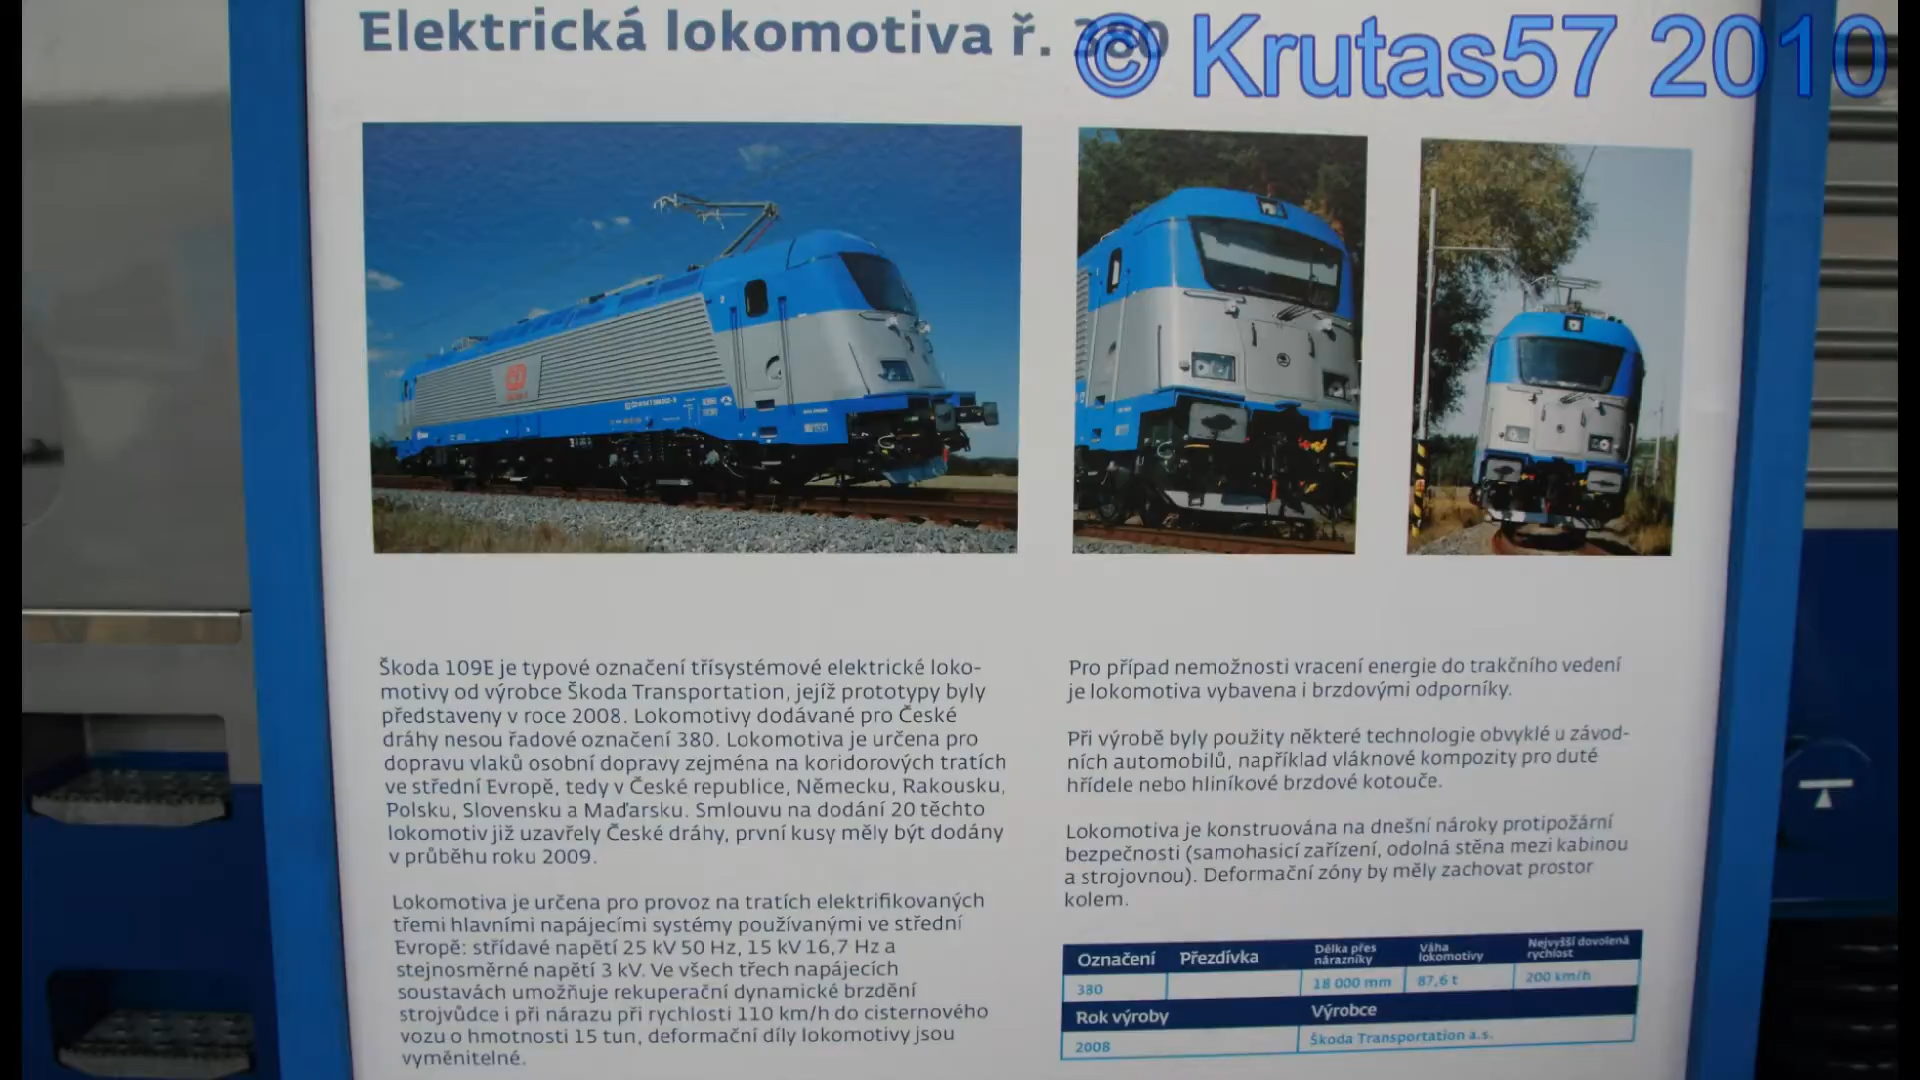 Elektrická lokomotiva ř. 380
© Krutas57 2010
Škoda 109E je typové označení třísystémové elektrické loko-
motivy od výrobce Škoda Transportation, jejíž prototypy byly
představeny v roce 2008. Lokomotivy dodávané pro České
dráhy nesou řadové označení 380. Lokomotiva je určena pro
dopravu vlaků osobní dopravy zejména na koridorových tratích
ve střední Evropě, tedy v České republice, Německu, Rakousku,
Polsku, Slovensku a Maďarsku. Smlouvu na dodání 20 těchto
lokomotiv již uzavřely České dráhy, první kusy měly být dodány
v průběhu roku 2009.
Lokomotiva je určena pro provoz na tratích elektrifikovaných
třemi hlavními napájecími systémy používanými ve střední
Evropě: střídavé napětí 25 kV 50 Hz, 15 kV 16,7 Hz a
stejnosměrné napětí 3 kV. Ve všech třech napájecích
soustavách umožňuje rekuperační dynamické brzdění
strojvůdce i při nárazu při rychlosti 110 km/h do cisternového
vozu o hmotnosti 15 tun, deformační díly lokomotivy jsou
vyměnitelné.
Pro případ nemožnosti vracení energie do trakčního vedení
je lokomotiva vybavena i brzdovými odporníky.
Při výrobě byly použity některé technologie obvyklé u závod-
ních automobilů, například vláknové kompozity pro duté
hřídele nebo hliníkové brzdové kotouče.
Lokomotiva je konstruována na dnešní nároky protipožární
bezpečnosti (samohasicí zařízení, odolná stěna mezi kabinou
a strojovnou). Deformační zóny by měly zachovat prostor
kolem.
Označení Přezdívka Délka přes nárazníky Váha lokomotivy Nejvyšší dovolená rychlost
380 18 000 mm 87,6 t 200 km/h
Rok výroby Výrobce
2008 Škoda Transportation a.s.